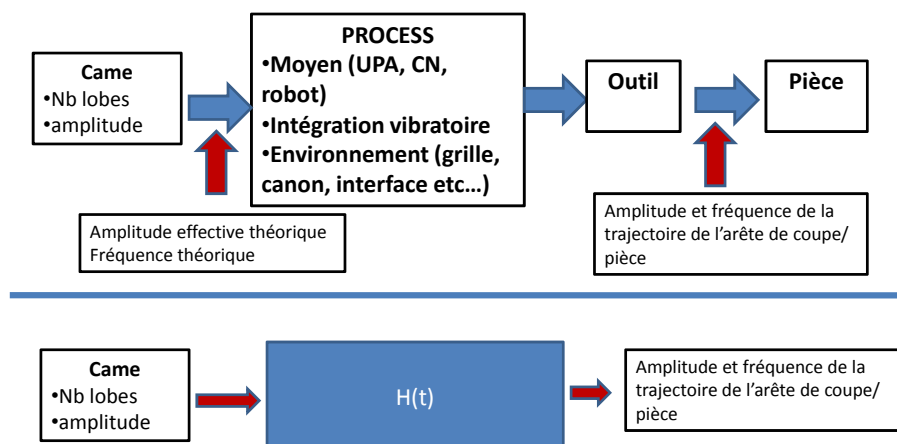 Came
•Nb lobes
•amplitude
PROCESS
•Moyen (UPA, CN,
robot)
•Intégration vibratoire
•Environnement (grille,
canon, interface etc…)
Outil
Pièce
Amplitude effective théorique
Fréquence théorique
Amplitude et fréquence de la
trajectoire de l’arête de coupe/
pièce
Came
•Nb lobes
•amplitude
H(t)
Amplitude et fréquence de la
trajectoire de l’arête de coupe/
pièce